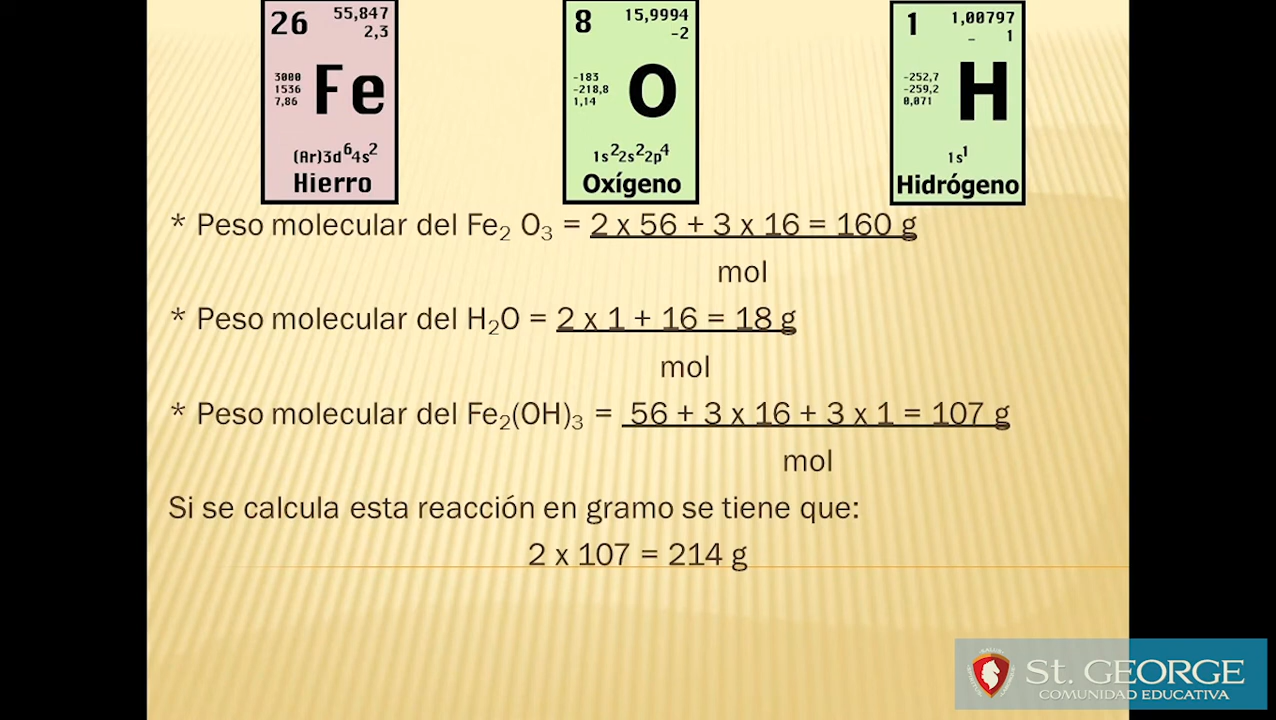 26 55,847
2,3
3000
1536
7,86
Fe
(Ar)3d⁶4s²
Hierro
8 15,9994
-2
-183
-218,8
1,14
O
1s²2s²2p⁴
Oxígeno
1 1,00797
- 1
-252,7
-259,2
0,071
H
1s¹
Hidrógeno
* Peso molecular del Fe₂ O₃ = 2 x 56 + 3 x 16 = 160 g
mol
* Peso molecular del H₂O = 2 x 1 + 16 = 18 g
mol
* Peso molecular del Fe₂(OH)₃ = 56 + 3 x 16 + 3 x 1 = 107 g
mol
Si se calcula esta reacción en gramo se tiene que:
2 x 107 = 214 g
St. GEORGE
COMUNIDAD EDUCATIVA